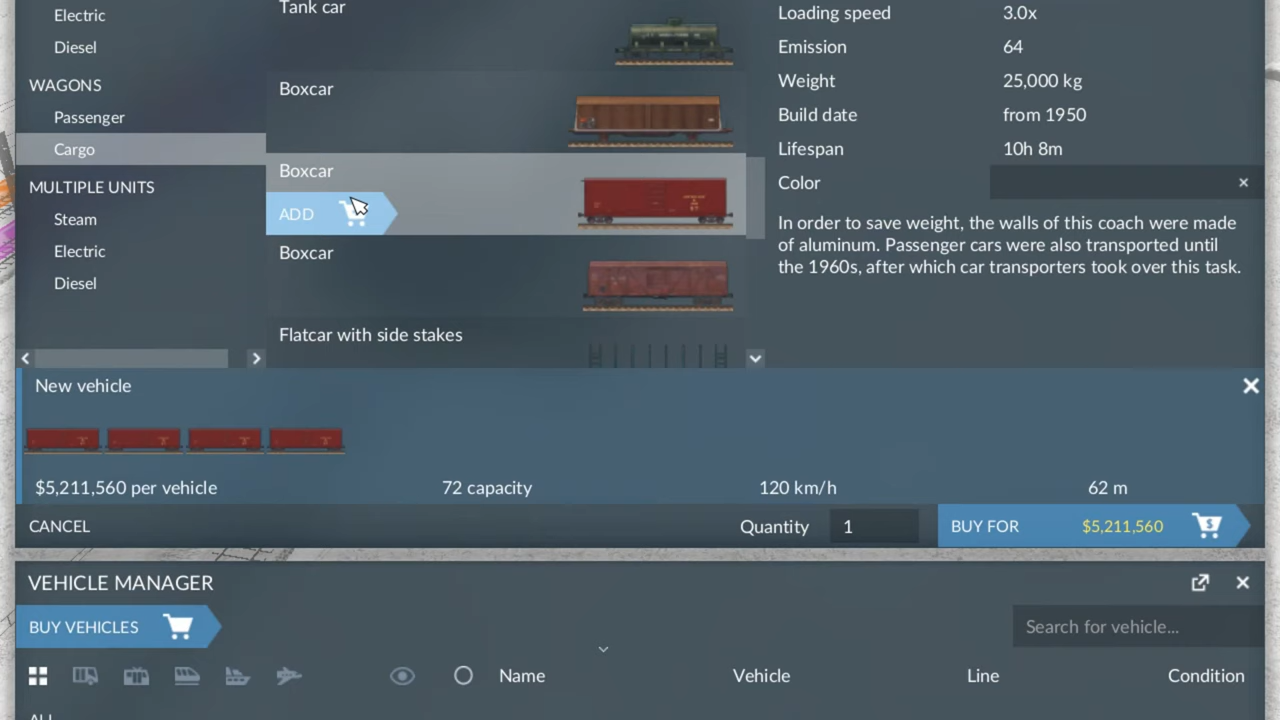 Electric
Diesel
WAGONS
Passenger
Cargo
MULTIPLE UNITS
Steam
Electric
Diesel
Tank car
Boxcar
Boxcar
ADD
Boxcar
Flatcar with side stakes
Loading speed 3.0x
Emission 64
Weight 25,000 kg
Build date from 1950
Lifespan 10h 8m
Color
In order to save weight, the walls of this coach were made
of aluminum. Passenger cars were also transported until
the 1960s, after which car transporters took over this task.
New vehicle
$5,211,560 per vehicle 72 capacity 120 km/h 62 m
CANCEL Quantity 1 BUY FOR $5,211,560
VEHICLE MANAGER
BUY VEHICLES Search for vehicle...
Name Vehicle Line Condition
ALL